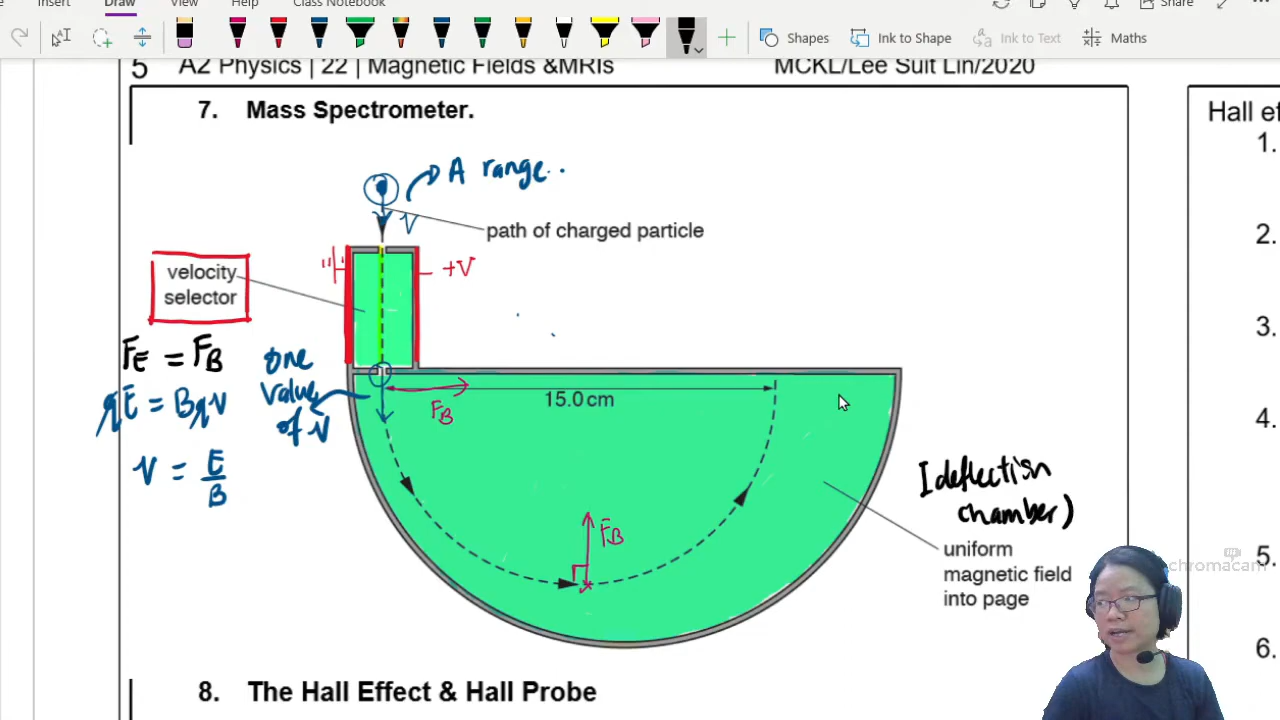 Insert
Draw
View
Help
Class Notebook
Share
Shapes
Ink to Shape
Ink to Text
Maths
5 A2 Physics | 22 | Magnetic Fields &MRIs MCKL/Lee Suit Lin/2020
7. Mass Spectrometer.
A range..
V
path of charged particle
velocity
selector
+V
FE = FB
qE = Bqv
v = E/B
one
value
of v
FB
15.0 cm
FB
(deflection
chamber)
uniform
magnetic field
into page
chromacam
8. The Hall Effect & Hall Probe
Hall ef
1.
2.
3.
4.
5.
6.